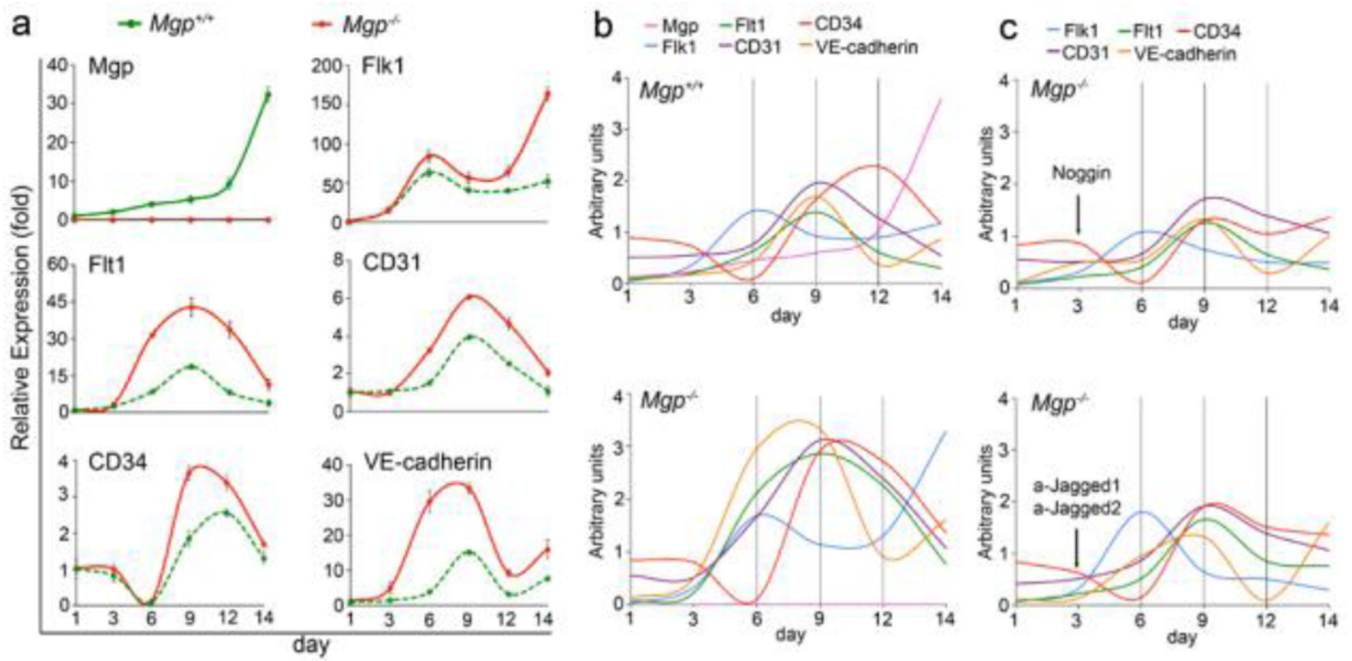 a
Mgp+/+ Mgp-/-
Relative Expression (fold)
Mgp
40
30
20
10
0
Flk1
200
150
100
50
0
Flt1
60
45
30
15
0
CD31
8
6
4
2
0
CD34
4
3
2
1
0
1 3 6 9 12 14
VE-cadherin
40
30
20
10
0
1 3 6 9 12 14
day
b
Mgp Flt1 CD34
Flk1 CD31 VE-cadherin
Mgp+/+
Arbitrary units
4
3
2
1
0
1 3 6 9 12 14
day
Mgp-/-
Arbitrary units
4
3
2
1
0
1 3 6 9 12 14
day
c
Flk1 Flt1 CD34
CD31 VE-cadherin
Mgp-/-
Arbitrary units
4
3
2
1
0
Noggin
1 3 6 9 12 14
day
Mgp-/-
Arbitrary units
4
3
2
1
0
a-Jagged1
a-Jagged2
1 3 6 9 12 14
day